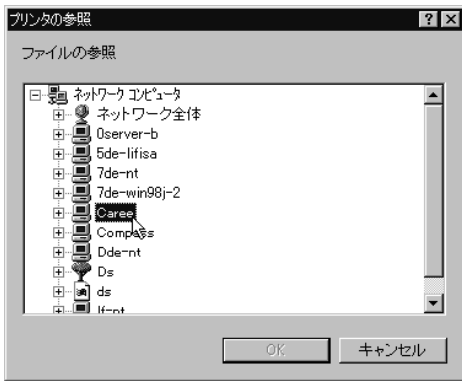 プリンタの参照
ファイルの参照
ネットワーク コンピュータ
ネットワーク全体
0server-b
5de-lifisa
7de-nt
7de-win98j-2
Caree
Compass
Dde-nt
Ds
ds
lf-nt
OK
キャンセル